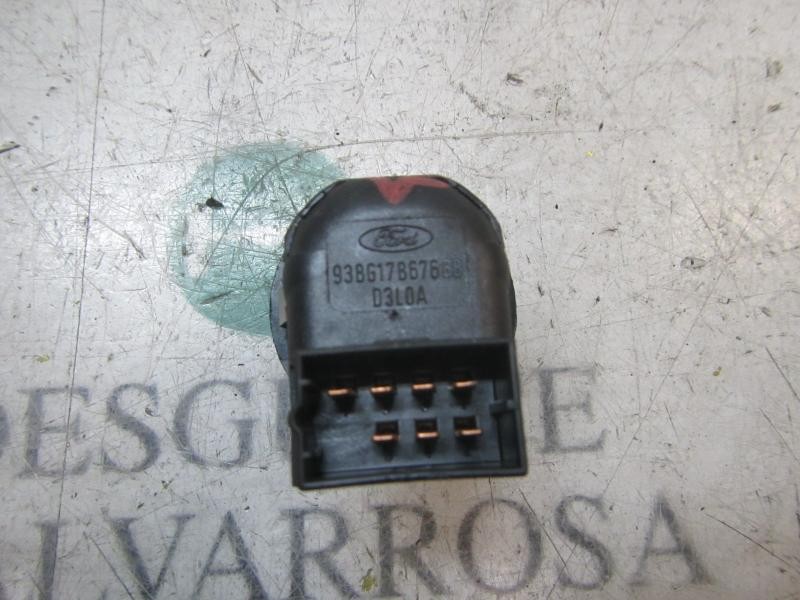 Ford
93BG17B676BB
D3L0A
DESGUACE
ALVARROSA